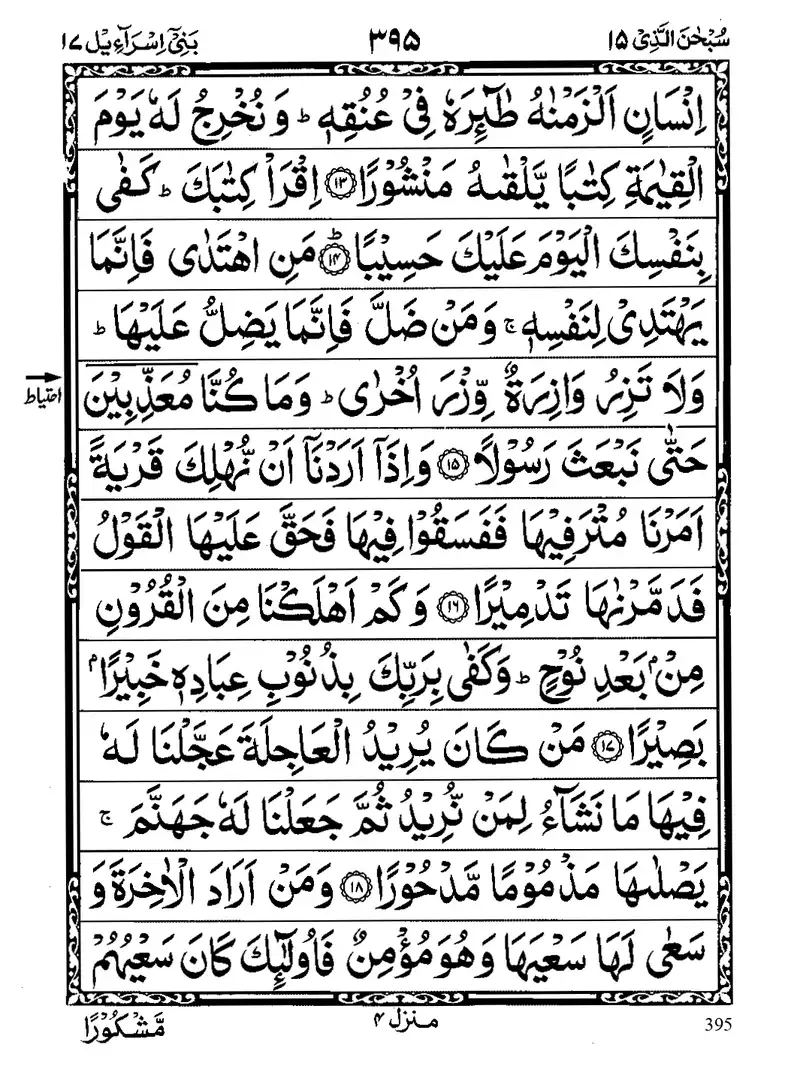 سُبْحٰنَ الَّذِیْ ۱۵ ۳۹۵ بَنِیْۤ اِسْرَآءِیْل ۱۷
اِنْسَانٍ اَلْزَمْنٰهُ طٰٓئِرَهٗ فِیْ عُنُقِهٖ ؕ وَ نُخْرِجُ لَهٗ یَوْمَ
الْقِیٰمَةِ كِتٰبًا یَّلْقٰىهُ مَنْشُوْرًا ۱۳ اِقْرَاْ كِتٰبَكَ ؕ كَفٰی
بِنَفْسِكَ الْیَوْمَ عَلَیْكَ حَسِیْبًا ؕ ۱۴ مَنِ اهْتَدٰی فَاِنَّمَا
یَهْتَدِیْ لِنَفْسِهٖ ۚ وَ مَنْ ضَلَّ فَاِنَّمَا یَضِلُّ عَلَیْهَا ؕ
وَلَا تَزِرُ وَازِرَةٌ وِّزْرَ اُخْرٰی ؕ وَ مَا كُنَّا مُعَذِّبِیْنَ
احتیاط
حَتّٰی نَبْعَثَ رَسُوْلًا ۱۵ وَاِذَاۤ اَرَدْنَاۤ اَنْ نُّهْلِكَ قَرْیَةً
اَمَرْنَا مُتْرَفِیْهَا فَفَسَقُوْا فِیْهَا فَحَقَّ عَلَیْهَا الْقَوْلُ
فَدَمَّرْنٰهَا تَدْمِیْرًا ۱۶ وَ كَمْ اَهْلَكْنَا مِنَ الْقُرُوْنِ
مِنْۢ بَعْدِ نُوْحٍ ؕ وَ كَفٰی بِرَبِّكَ بِذُنُوْبِ عِبَادِهٖ خَبِیْرًۢا
بَصِیْرًا ۱۷ مَنْ كَانَ یُرِیْدُ الْعَاجِلَةَ عَجَّلْنَا لَهٗ
فِیْهَا مَا نَشَآءُ لِمَنْ نُّرِیْدُ ثُمَّ جَعَلْنَا لَهٗ جَهَنَّمَ ۚ
یَصْلٰىهَا مَذْمُوْمًا مَّدْحُوْرًا ۱۸ وَ مَنْ اَرَادَ الْاٰخِرَةَ وَ
سَعٰی لَهَا سَعْیَهَا وَ هُوَ مُؤْمِنٌ فَاُولٰٓئِكَ كَانَ سَعْیُهُمْ
395 منزل ۴ مَّشْكُوْرًا